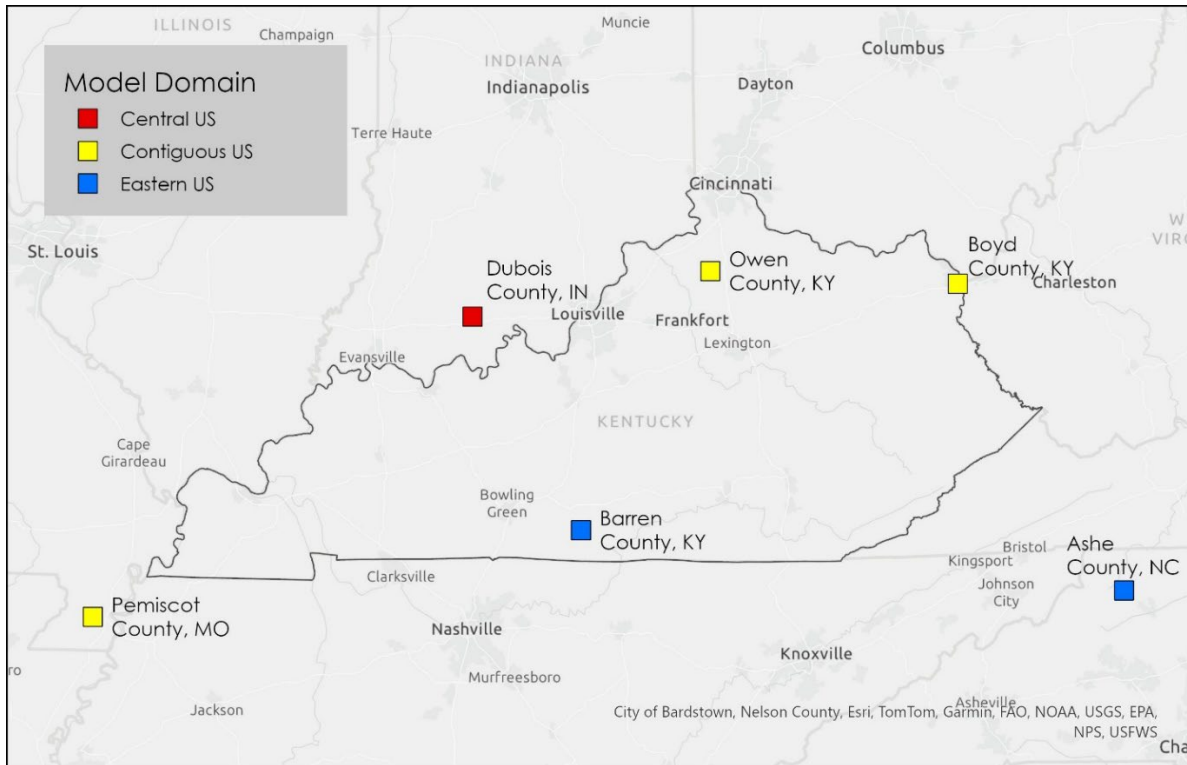 ILLINOIS
Champaign
Muncie
INDIANA
Columbus
Indianapolis
Dayton
Model Domain
Central US
Contiguous US
Eastern US
Terre Haute
Cincinnati
St. Louis
W
VIRG
Dubois
County, IN
Owen
County, KY
Boyd
County, KY
Charleston
Louisville
Frankfort
Lexington
Evansville
KENTUCKY
Cape
Girardeau
Bowling
Green
Barren
County, KY
Bristol
Kingsport
Ashe
County, NC
Johnson
City
Clarksville
Pemiscot
County, MO
Nashville
Knoxville
ro
Murfreesboro
Jackson
Asheville
City of Bardstown, Nelson County, Esri, TomTom, Garmin, FAO, NOAA, USGS, EPA,
NPS, USFWS
Cha